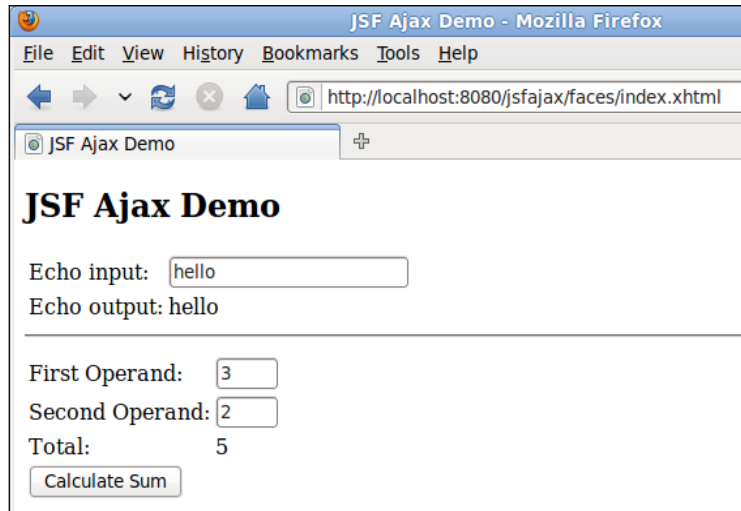 JSF Ajax Demo - Mozilla Firefox
File Edit View History Bookmarks Tools Help
http://localhost:8080/jsfajax/faces/index.xhtml
JSF Ajax Demo
JSF Ajax Demo
Echo input: hello
Echo output: hello
First Operand: 3
Second Operand: 2
Total: 5
Calculate Sum